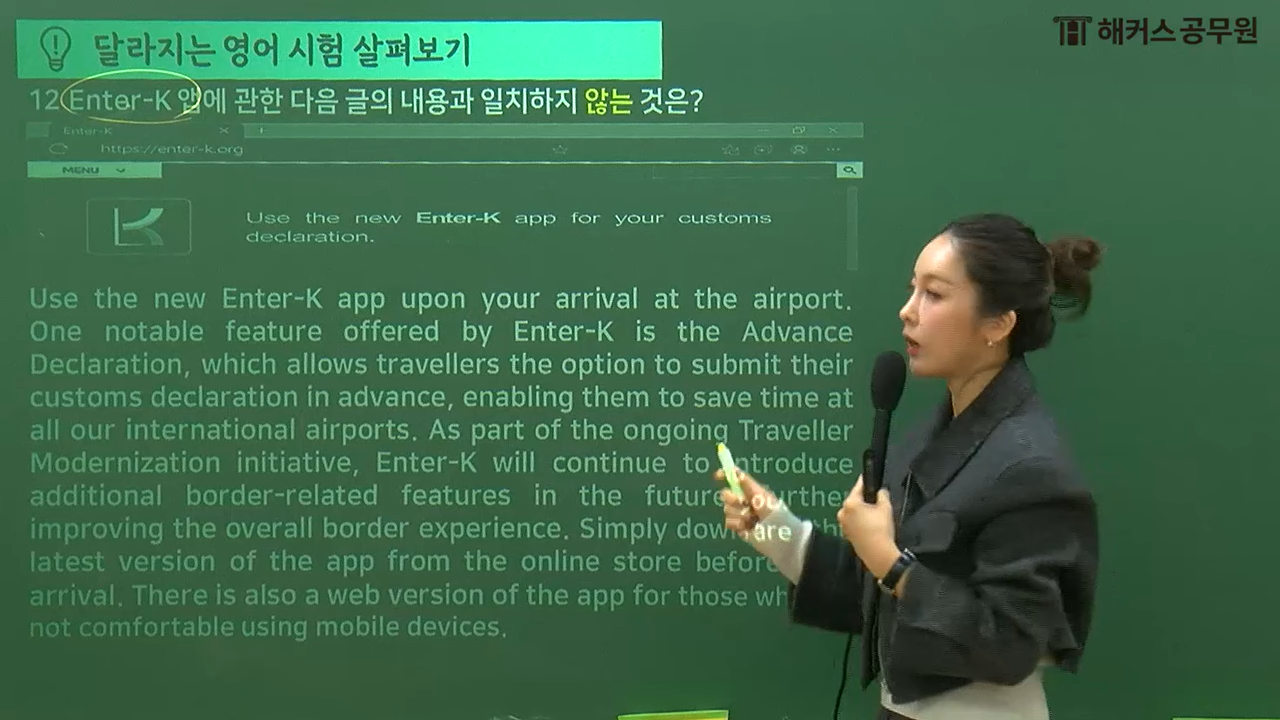 해커스공무원
달라지는 영어 시험 살펴보기
12 Enter-K 앱에 관한 다음 글의 내용과 일치하지 않는 것은?
Enter-K
https://enter-k.org
MENU
Use the new Enter-K app for your customs
declaration.
Use the new Enter-K app upon your arrival at the airport.
One notable feature offered by Enter-K is the Advance
Declaration, which allows travellers the option to submit their
customs declaration in advance, enabling them to save time at
all our international airports. As part of the ongoing Traveller
Modernization initiative, Enter-K will continue to introduce
additional border-related features in the future, further
improving the overall border experience. Simply
latest version of the app from the online store before
arrival. There is also a web version of the app for those
not comfortable using mobile devices.